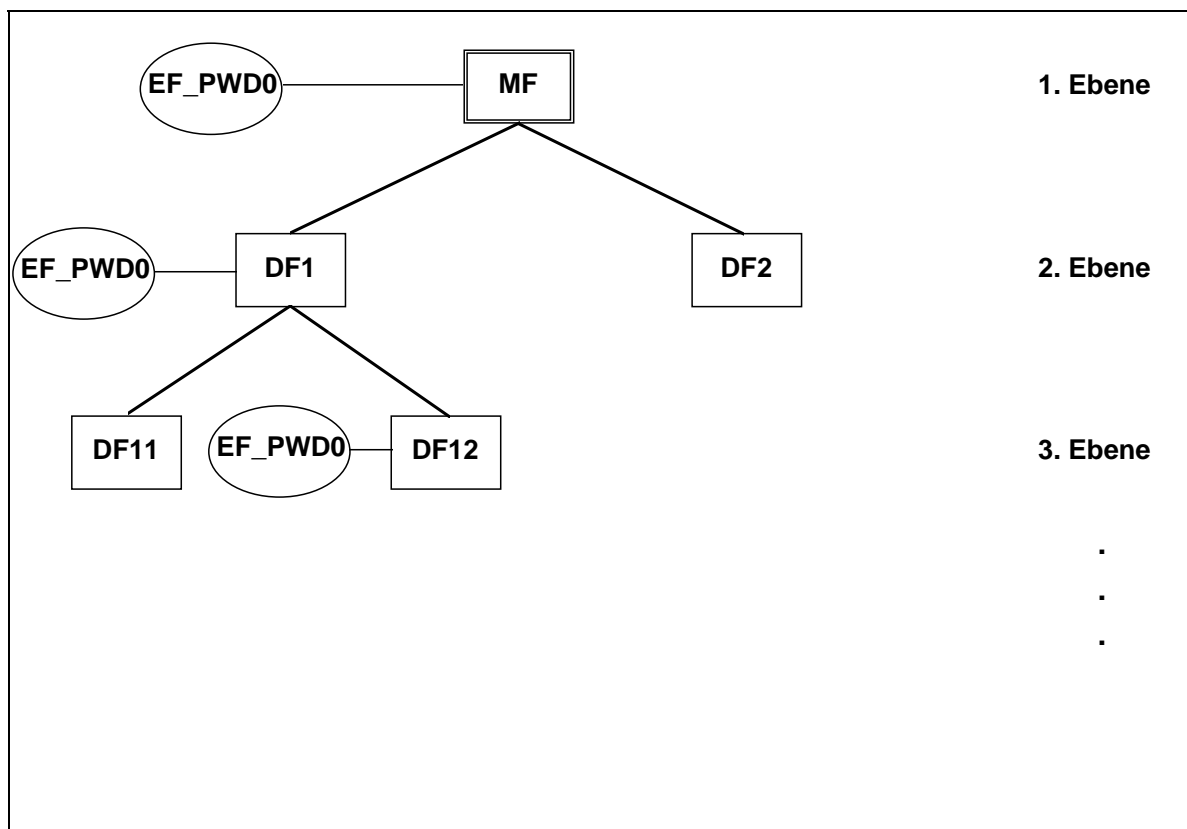 EF_PWD0 MF 1. Ebene
EF_PWD0 DF1 DF2 2. Ebene
DF11 EF_PWD0 DF12 3. Ebene
.
.
.